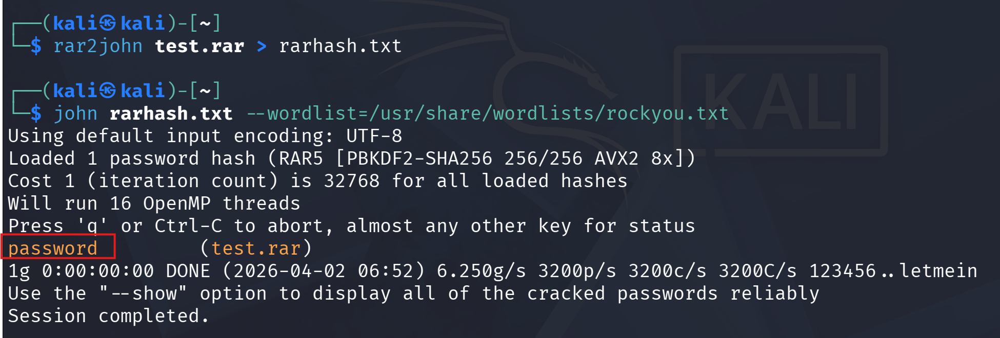 ┌──(kali㉿kali)-[~]
└─$ rar2john test.rar > rarhash.txt
┌──(kali㉿kali)-[~]
└─$ john rarhash.txt --wordlist=/usr/share/wordlists/rockyou.txt
Using default input encoding: UTF-8
Loaded 1 password hash (RAR5 [PBKDF2-SHA256 256/256 AVX2 8x])
Cost 1 (iteration count) is 32768 for all loaded hashes
Will run 16 OpenMP threads
Press 'q' or Ctrl-C to abort, almost any other key for status
password         (test.rar)
1g 0:00:00:00 DONE (2026-04-02 06:52) 6.250g/s 3200p/s 3200c/s 3200C/s 123456..letmein
Use the "--show" option to display all of the cracked passwords reliably
Session completed.
KALI